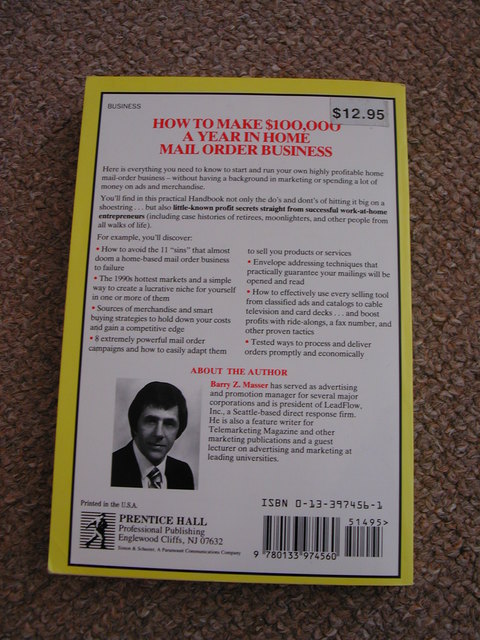 BUSINESS
$12.95
HOW TO MAKE $100,000
A YEAR IN HOME
MAIL ORDER BUSINESS
Here is everything you need to know to start and run your own highly profitable home
mail-order business – without having a background in marketing or spending a lot of
money on ads and merchandise.
You'll find in this practical Handbook not only the do's and dont's of hitting it big on a
shoestring . . . but also little-known profit secrets straight from successful work-at-home
entrepreneurs (including case histories of retirees, moonlighters, and other people from
all walks of life).
For example, you'll discover:
• How to avoid the 11 "sins" that almost
doom a home-based mail order business
to failure
• The 1990s hottest markets and a simple
way to create a lucrative niche for yourself
in one or more of them
• Sources of merchandise and smart
buying strategies to hold down your costs
and gain a competitive edge
• 8 extremely powerful mail order
campaigns and how to easily adapt them
to sell you products or services
• Envelope addressing techniques that
practically guarantee your mailings will be
opened and read
• How to effectively use every selling tool
from classified ads and catalogs to cable
television and card decks . . . and boost
profits with ride-alongs, a fax number, and
other proven tactics
• Tested ways to process and deliver
orders promptly and economically
ABOUT THE AUTHOR
Barry Z. Masser has served as advertising
and promotion manager for several major
corporations and is president of LeadFlow,
Inc., a Seattle-based direct response firm.
He is also a feature writer for
Telemarketing Magazine and other
marketing publications and a guest
lecturer on advertising and marketing at
leading universities.
Printed in the U.S.A.
PRENTICE HALL
Professional Publishing
Englewood Cliffs, NJ 07632
Simon & Schuster, A Paramount Communications Company
ISBN 0-13-397456-1
51495>
9 780133 974560